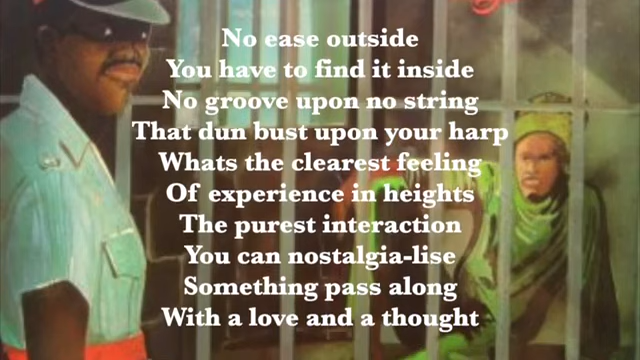 No ease outside
You have to find it inside
No groove upon no string
That dun bust upon your harp
Whats the clearest feeling
Of experience in heights
The purest interaction
You can nostalgia-lise
Something pass along
With a love and a thought